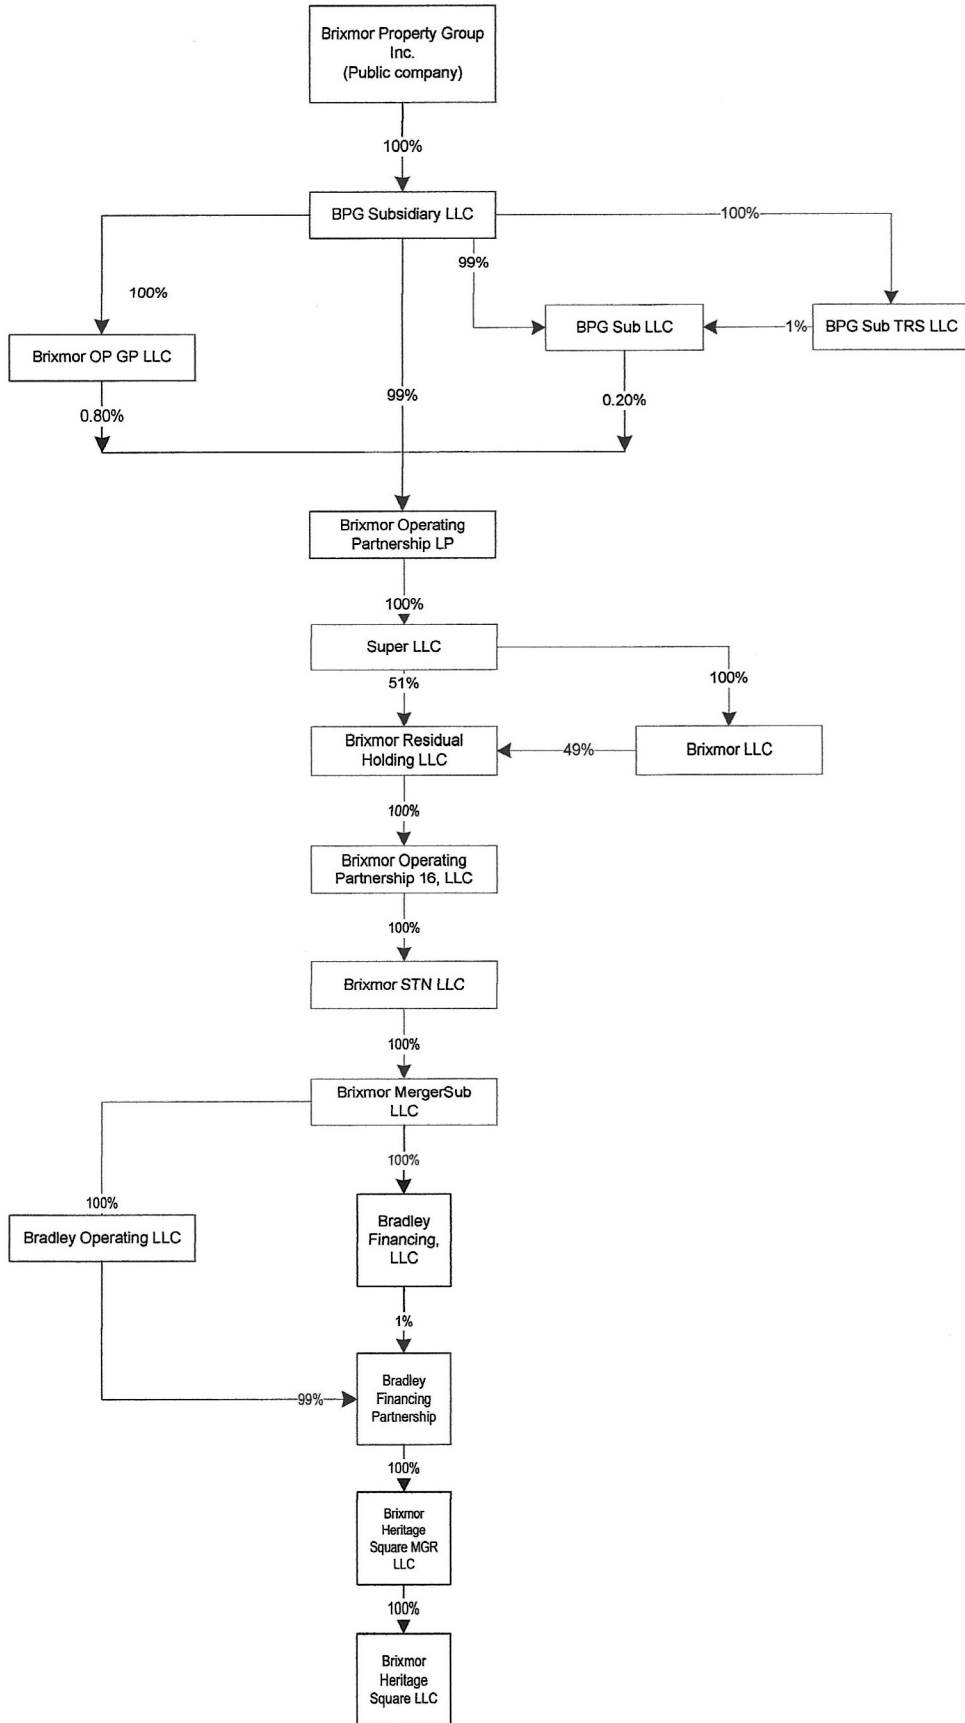 Brixmor Property Group
Inc.
(Public company)
100%
BPG Subsidiary LLC
100%
99%
100%
BPG Sub LLC
1%
BPG Sub TRS LLC
Brixmor OP GP LLC
99%
0.20%
0.80%
Brixmor Operating
Partnership LP
100%
Super LLC
51%
100%
Brixmor Residual
Holding LLC
49%
Brixmor LLC
100%
Brixmor Operating
Partnership 16, LLC
100%
Brixmor STN LLC
100%
Brixmor MergerSub
LLC
100%
100%
Bradley Operating LLC
Bradley
Financing,
LLC
1%
Bradley
Financing
Partnership
99%
100%
Brixmor
Heritage
Square MGR
LLC
100%
Brixmor
Heritage
Square LLC